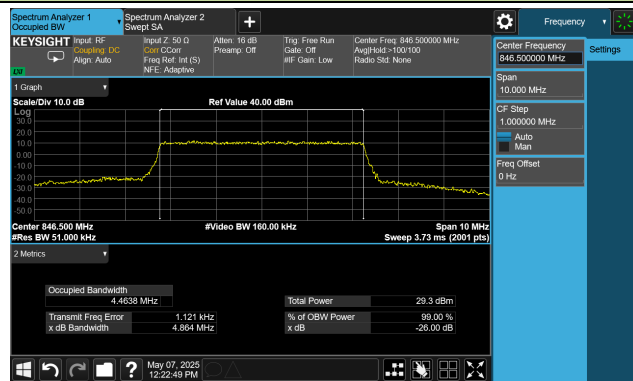 Spectrum Analyzer 1
Occupied BW
Spectrum Analyzer 2
Swept SA
Frequency
KEYSIGHT
Input: RF
Coupling: DC
Align: Auto
Input Z: 50 Ω
Corr CCorr
Freq Ref: Int (S)
NFE: Adaptive
Atten: 16 dB
Preamp: Off
Trig: Free Run
Gate: Off
#IF Gain: Low
Center Freq: 846.500000 MHz
Avg|Hold:>100/100
Radio Std: None
LXI
Center Frequency
846.500000 MHz
Settings
Span
10.000 MHz
CF Step
1.000000 MHz
Auto
Man
Freq Offset
0 Hz
1 Graph
Scale/Div 10.0 dB
Ref Value 40.00 dBm
Log
30.0
20.0
10.0
0.00
-10.0
-20.0
-30.0
-40.0
-50.0
Center 846.500 MHz
#Video BW 160.00 kHz
Span 10 MHz
#Res BW 51.000 kHz
Sweep 3.73 ms (2001 pts)
2 Metrics
Occupied Bandwidth
4.4638 MHz
Total Power 29.3 dBm
Transmit Freq Error 1.121 kHz
% of OBW Power 99.00 %
x dB Bandwidth 4.864 MHz
x dB -26.00 dB
May 07, 2025
12:22:49 PM